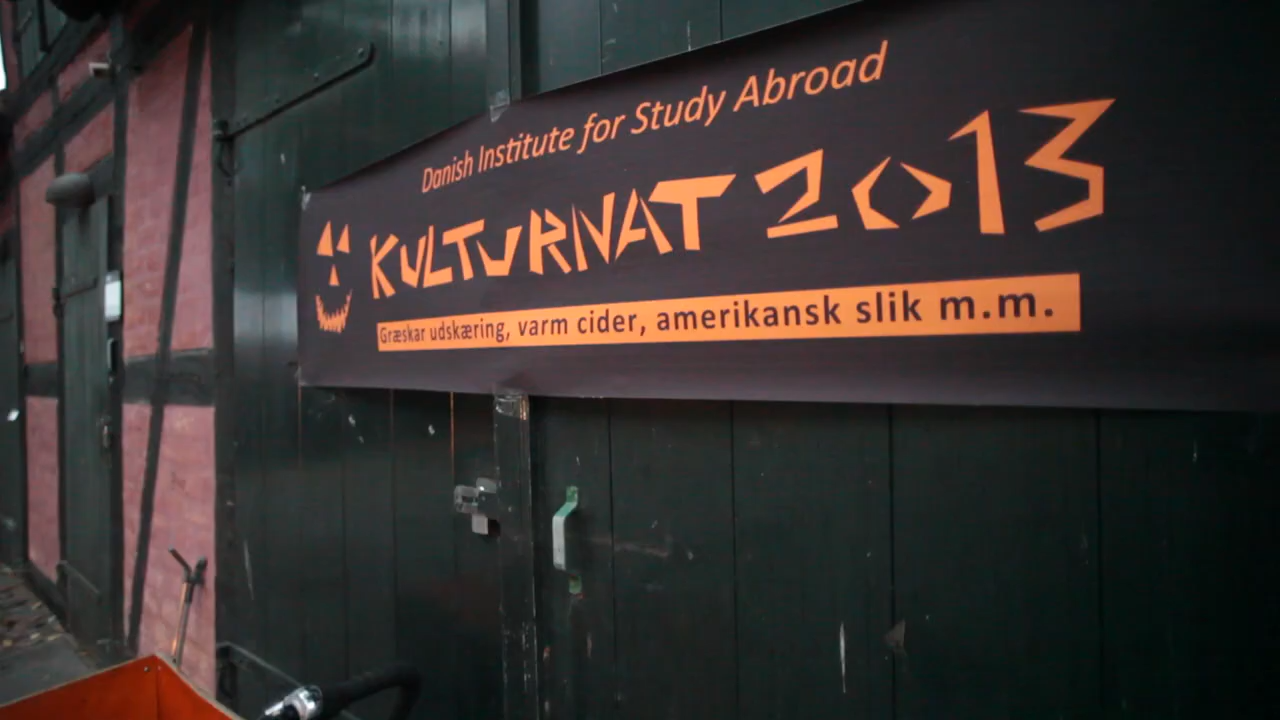 Danish Institute for Study Abroad
KULTURNAT 2013
Græskar udskæring, varm cider, amerikansk slik m.m.